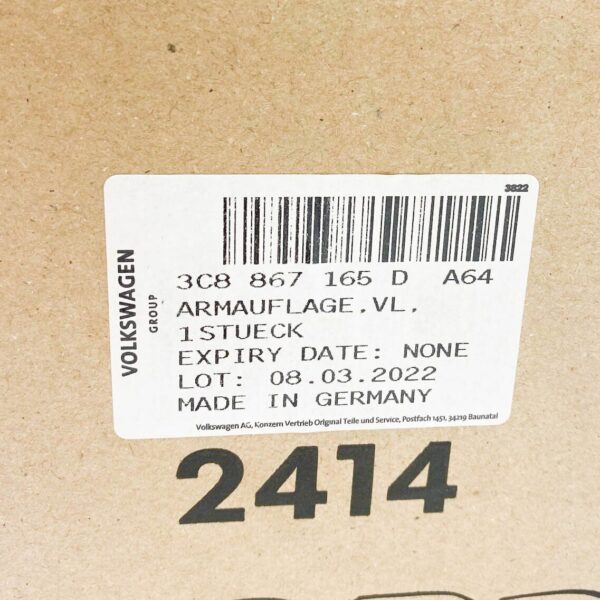 3822
VOLKSWAGEN
GROUP
3C8 867 165 D A64
ARMAUFLAGE,VL,
1STUECK
EXPIRY DATE: NONE
LOT: 08.03.2022
MADE IN GERMANY
Volkswagen AG, Konzern Vertrieb Original Teile und Service, Postfach 1451, 34219 Baunatal
2414